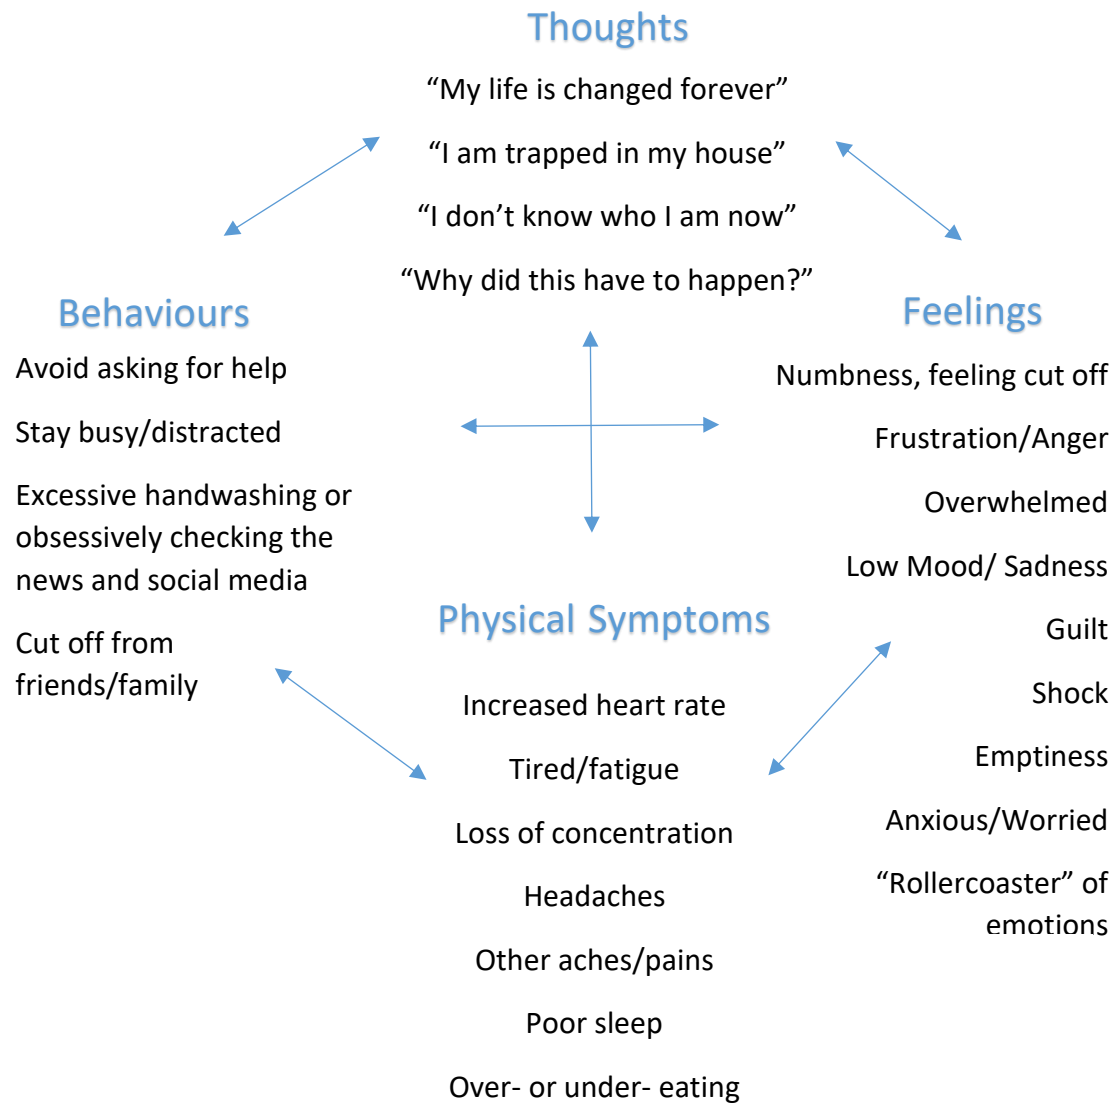 Thoughts
“My life is changed forever”
“I am trapped in my house”
“I don’t know who I am now”
“Why did this have to happen?”
Behaviours
Avoid asking for help
Stay busy/distracted
Excessive handwashing or
obsessively checking the
news and social media
Cut off from
friends/family
Feelings
Numbness, feeling cut off
Frustration/Anger
Overwhelmed
Low Mood/ Sadness
Guilt
Shock
Emptiness
Anxious/Worried
“Rollercoaster” of
emotions
Physical Symptoms
Increased heart rate
Tired/fatigue
Loss of concentration
Headaches
Other aches/pains
Poor sleep
Over- or under- eating